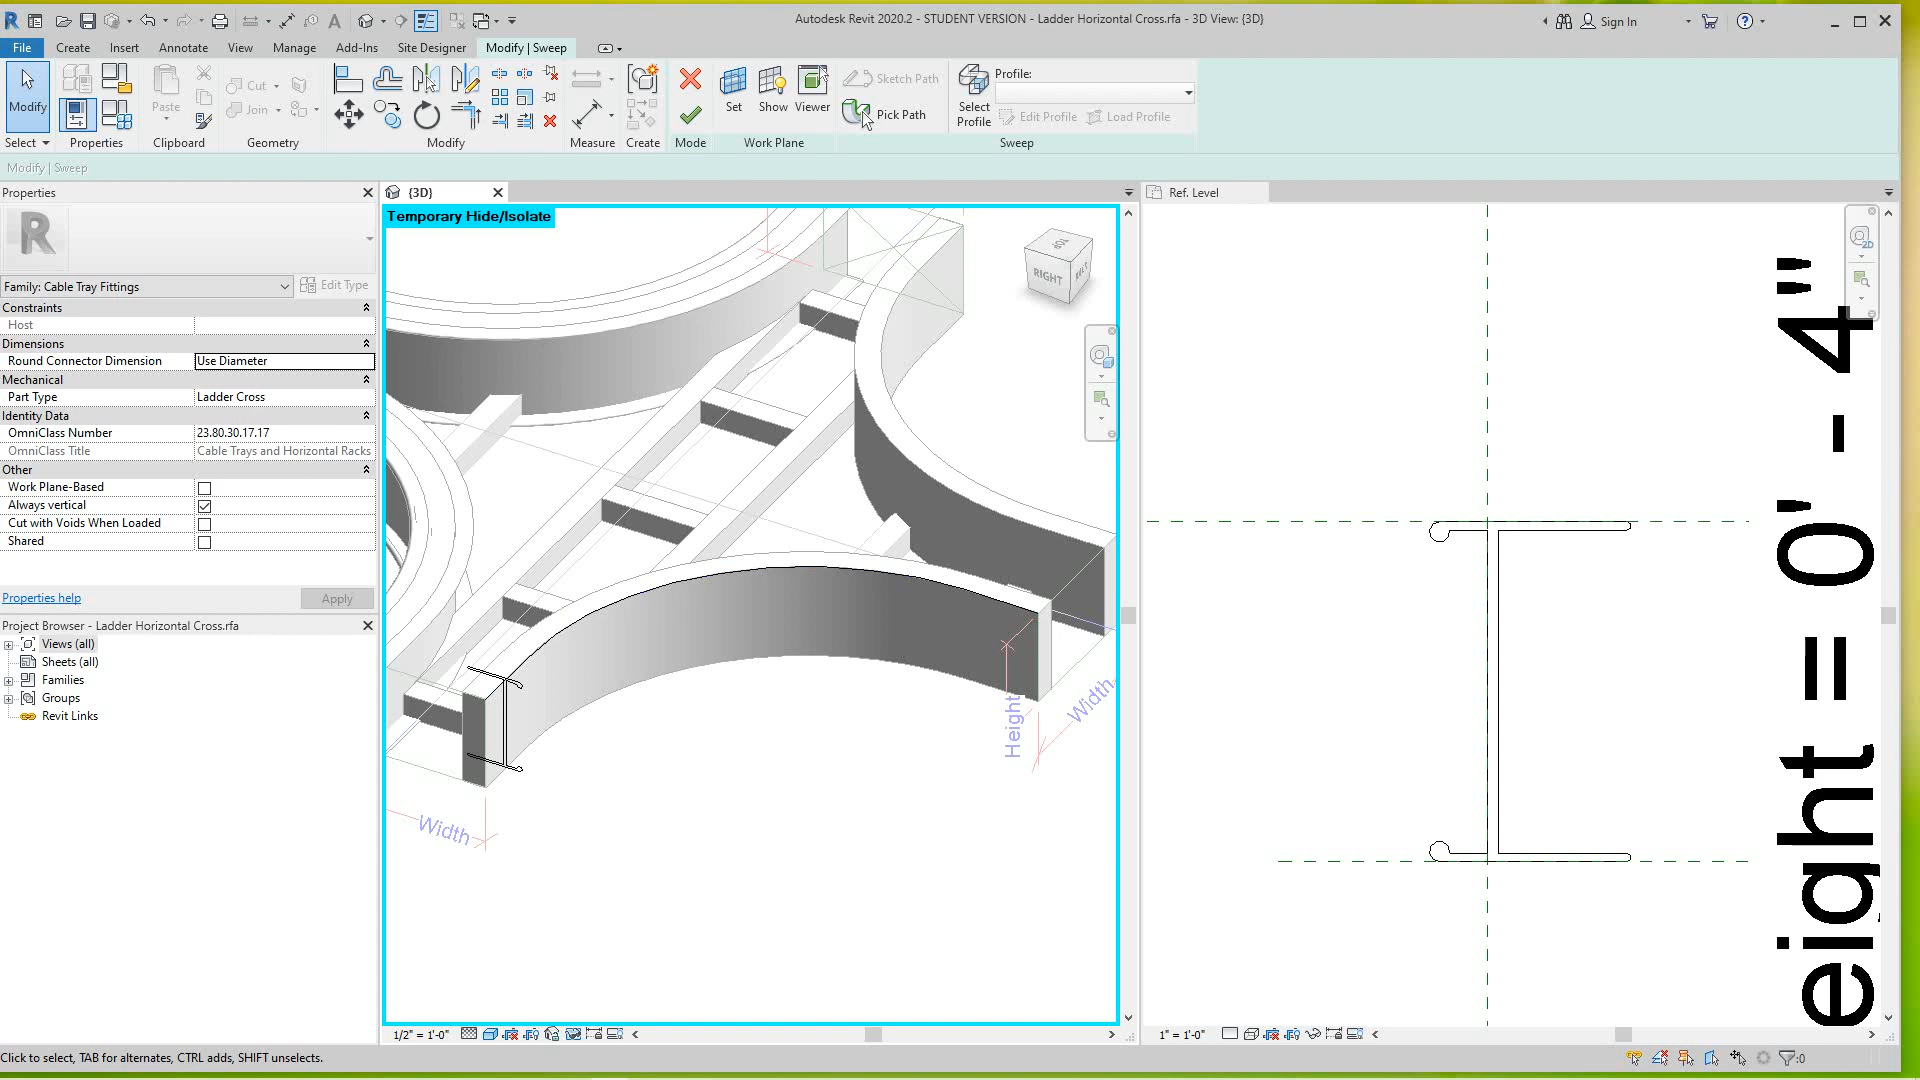 Autodesk Revit 2020.2 - STUDENT VERSION - Ladder Horizontal Cross.rfa - 3D View: {3D}
Sign In
File Create Insert Annotate View Manage Add-Ins Site Designer Modify | Sweep
Modify
Paste
Cut
Join
Set Show Viewer
Sketch Path
Pick Path
Select Profile
Profile:
Edit Profile Load Profile
Select Properties Clipboard Geometry Modify Measure Create Mode Work Plane Sweep
Modify | Sweep
Properties
{3D}
Ref. Level
R
Family: Cable Tray Fittings
Edit Type
Constraints
Host
Dimensions
Round Connector Dimension Use Diameter
Mechanical
Part Type Ladder Cross
Identity Data
OmniClass Number 23.80.30.17.17
OmniClass Title Cable Trays and Horizontal Racks
Other
Work Plane-Based
Always vertical
Cut with Voids When Loaded
Shared
Properties help
Apply
Project Browser - Ladder Horizontal Cross.rfa
Views (all)
Sheets (all)
Families
Groups
Revit Links
Temporary Hide/Isolate
TOP
RIGHT
Height
Width
Width
2D
eight = 0' - 4"
1/2" = 1'-0"
1" = 1'-0"
Click to select, TAB for alternates, CTRL adds, SHIFT unselects.
:0